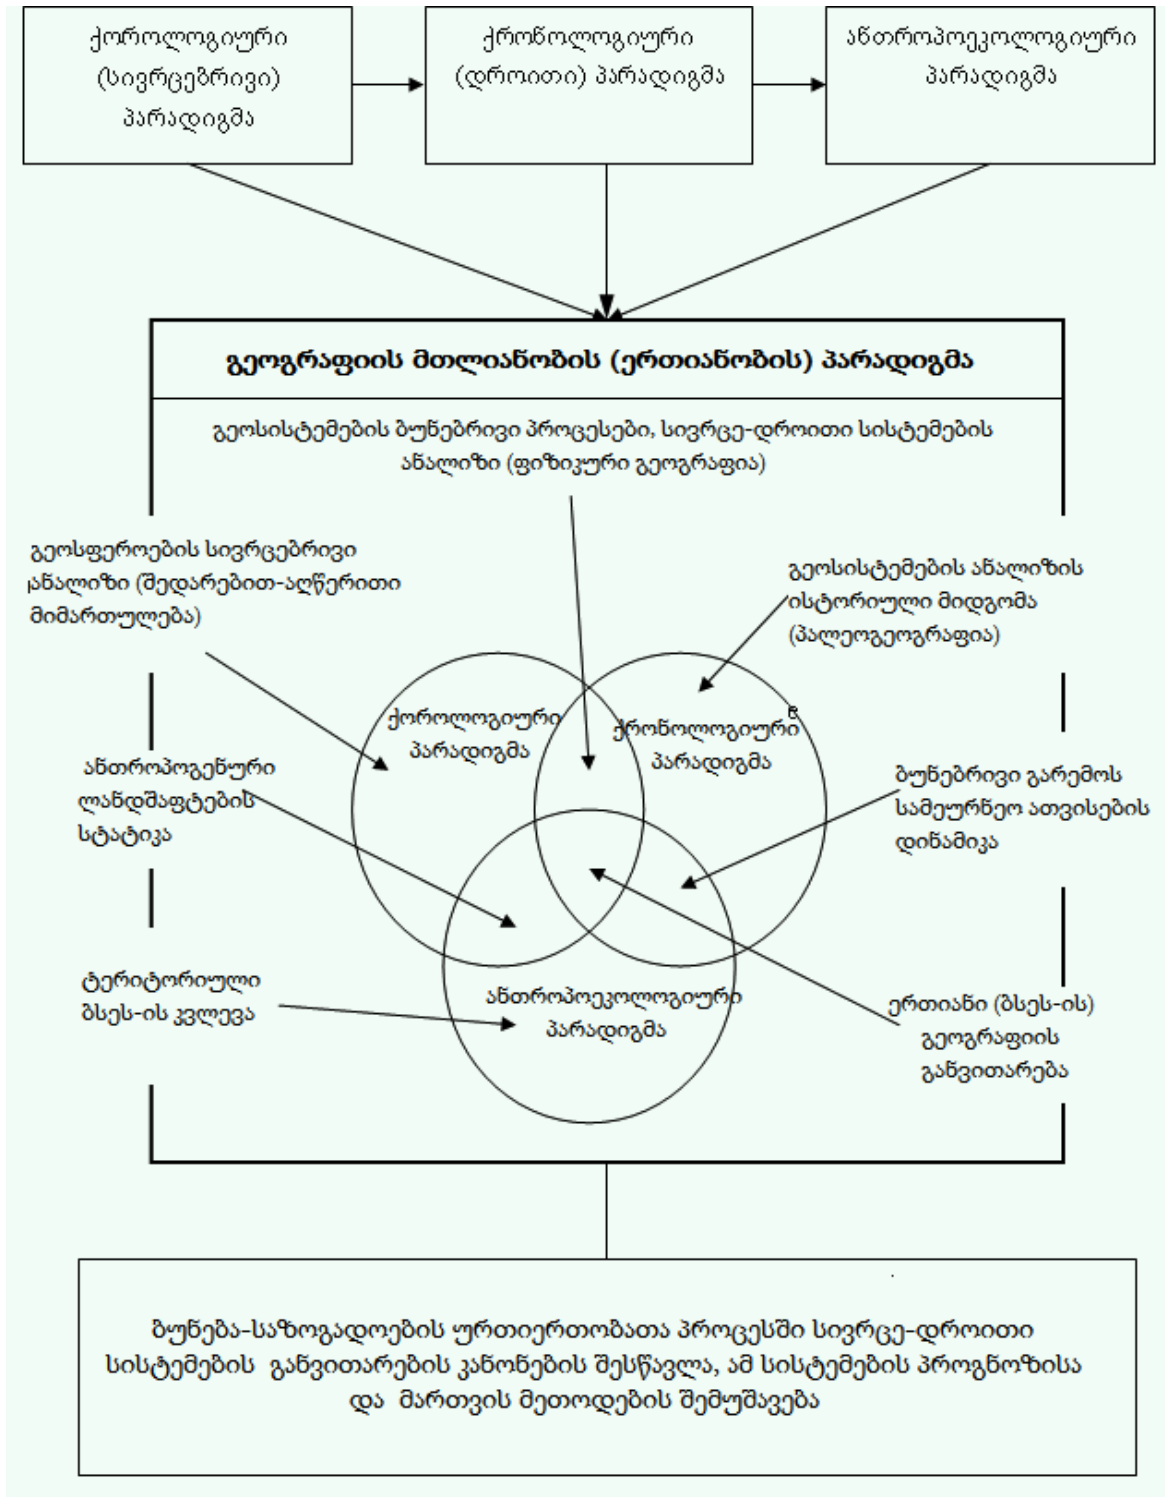 ქოროლოგიური
(სივრცებრივი)
პარადიგმა
ქრონოლოგიური
(დროითი) პარადიგმა
ანთროპოეკოლოგიური
პარადიგმა
გეოგრაფიის მთლიანობის (ერთიანობის) პარადიგმა
გეოსისტემების ბუნებრივი პროცესები, სივრცე-დროითი სისტემების
ანალიზი (ფიზიკური გეოგრაფია)
გეოსფეროების სივრცებრივი
ანალიზი (შედარებით-აღწერითი
მიმართულება)
გეოსისტემების ანალიზის
ისტორიული მიდგომა
(პალეოგეოგრაფია)
ქოროლოგიური
პარადიგმა
ქრონოლოგიური
პარადიგმა
ანთროპოგენური
ლანდშაფტების
სტატიკა
ბუნებრივი გარემოს
სამეურნეო ათვისების
დინამიკა
ტერიტორიული
ბსეს-ის კვლევა
ანთროპოეკოლოგიური
პარადიგმა
ერთიანი (ბსეს-ის)
გეოგრაფიის
განვითარება
ბუნება-საზოგადოების ურთიერთობათა პროცესში სივრცე-დროითი
სისტემების განვითარების კანონების შესწავლა, ამ სისტემების პროგნოზისა
და მართვის მეთოდების შემუშავება